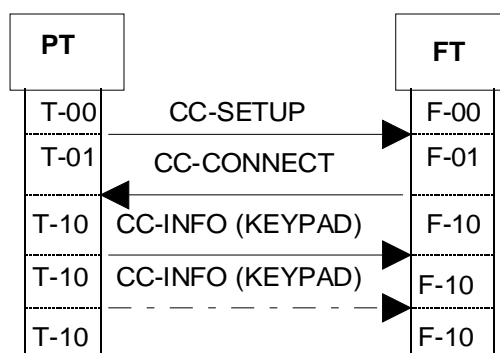 PT FT
T-00 CC-SETUP F-00
T-01 CC-CONNECT F-01
T-10 CC-INFO (KEYPAD) F-10
T-10 CC-INFO (KEYPAD) F-10
T-10 F-10